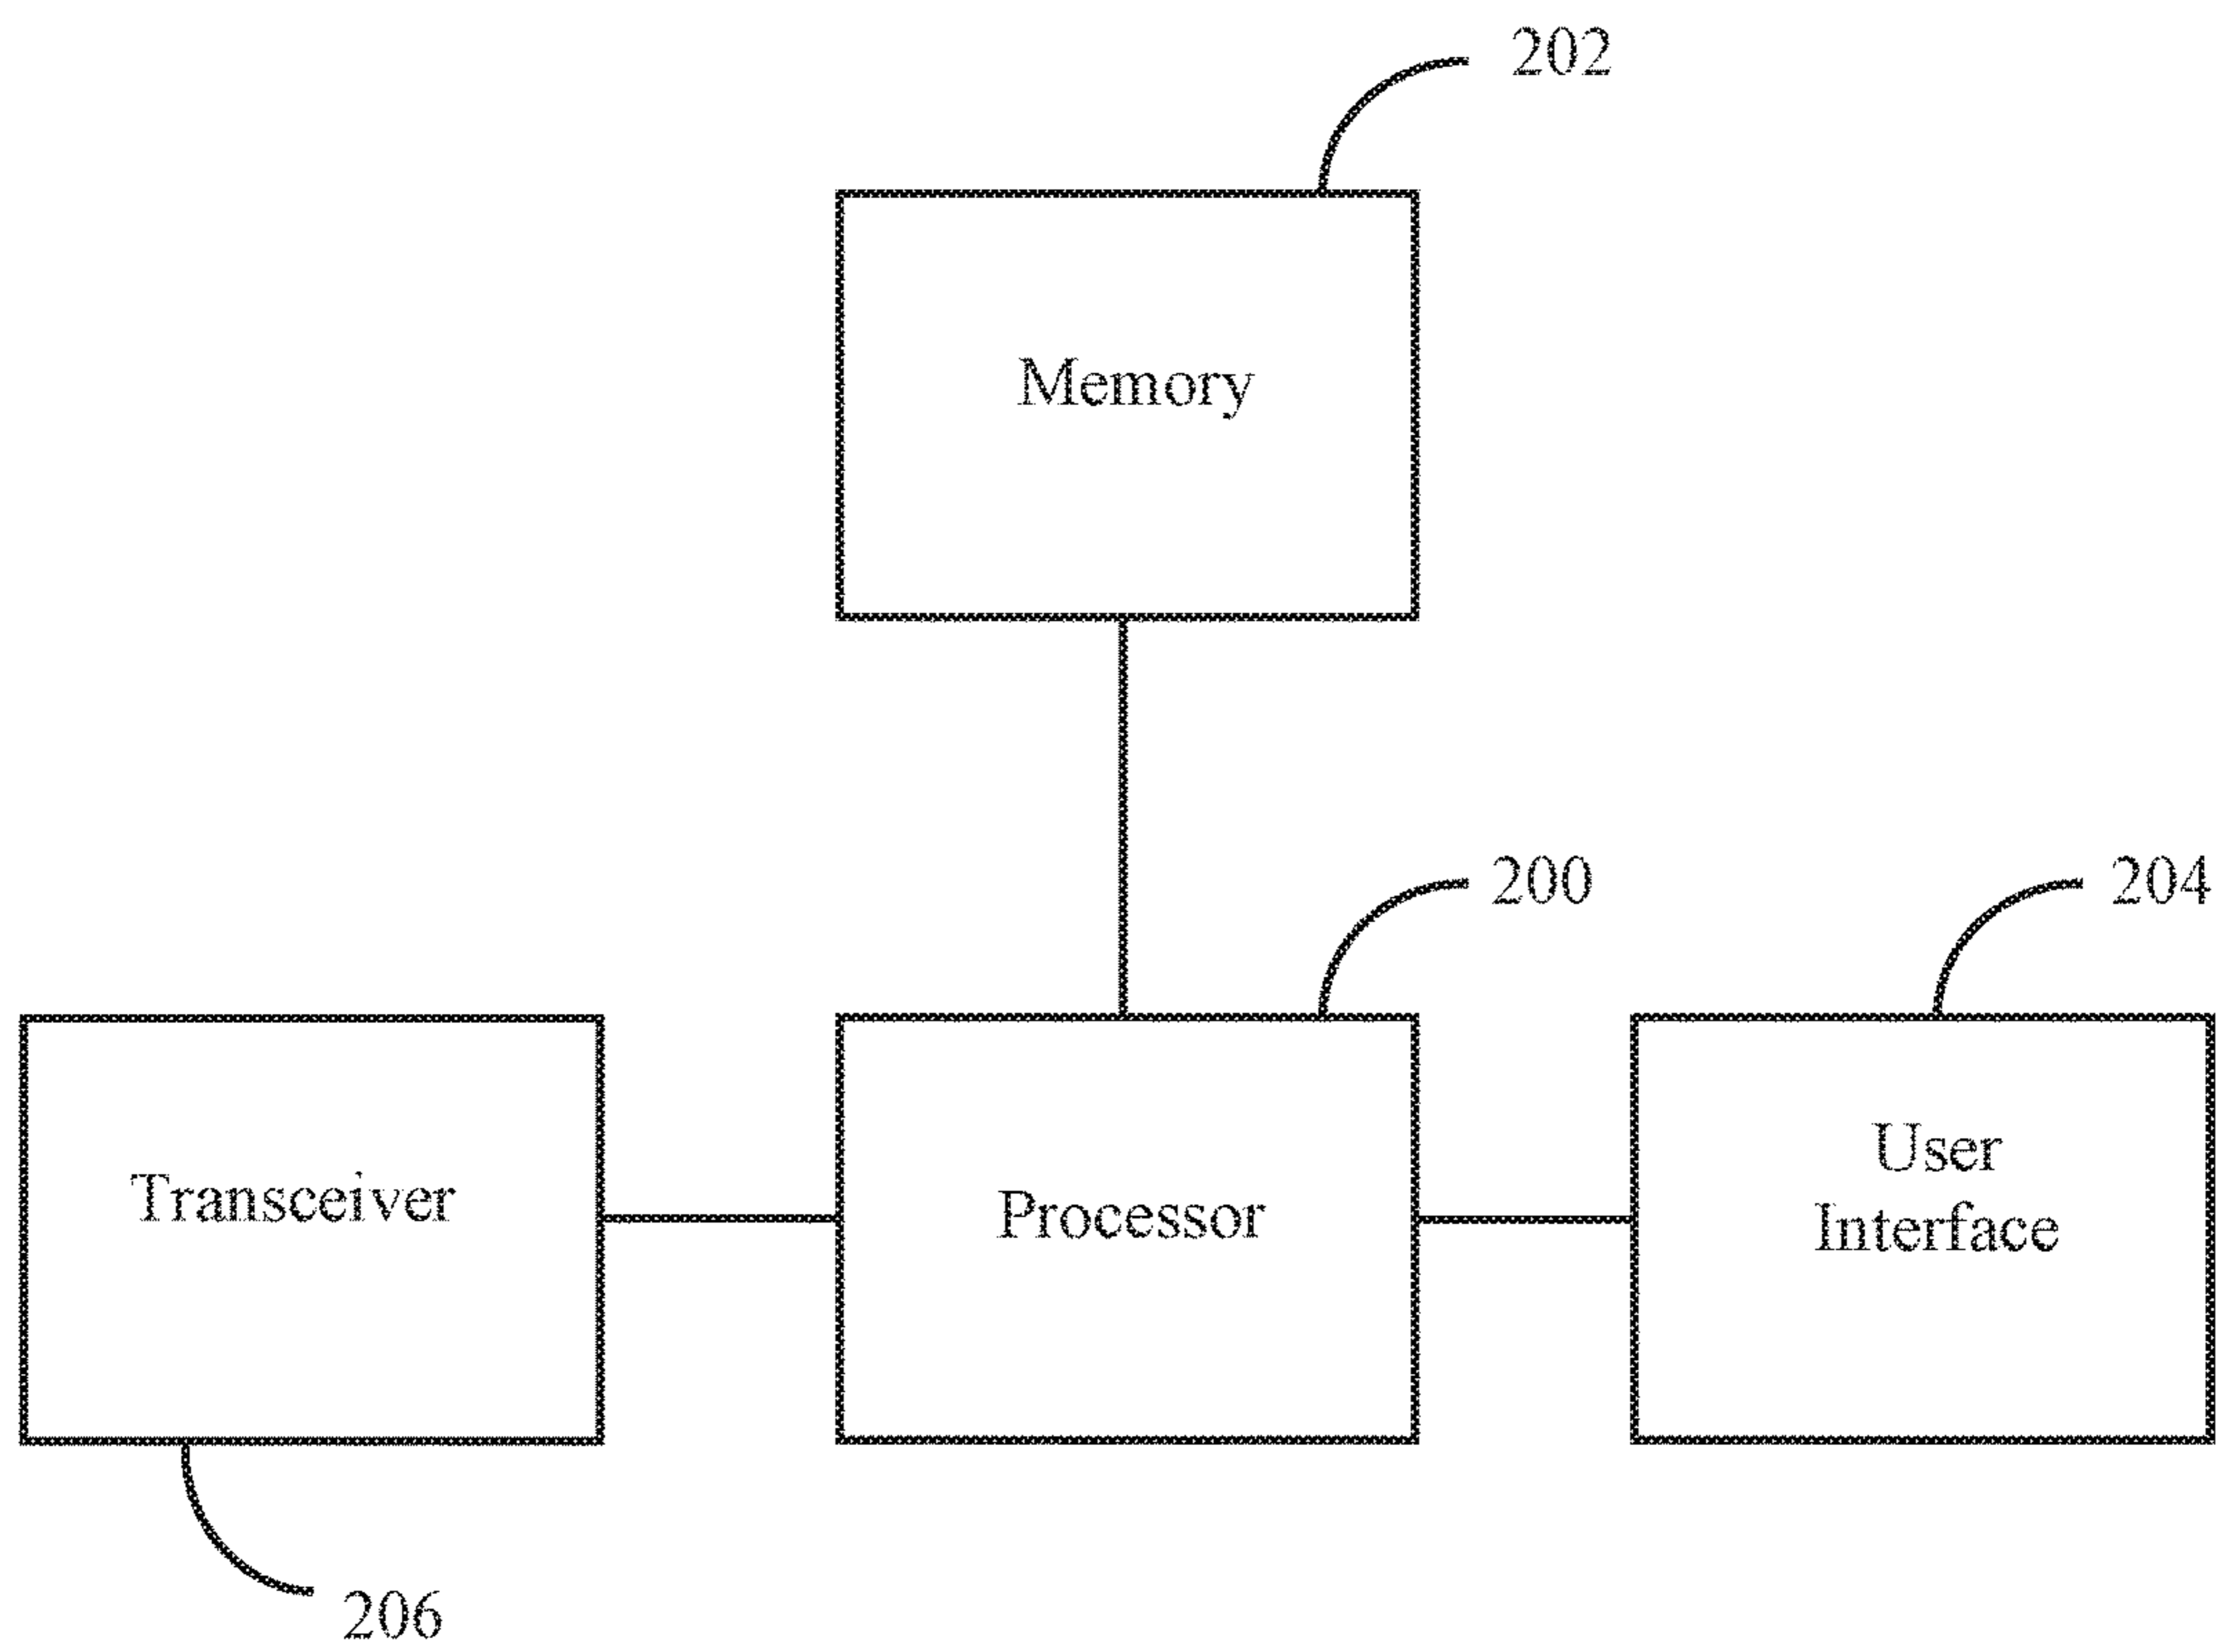 202
Memory
200
204
Transceiver
Processor
User
Interface
206